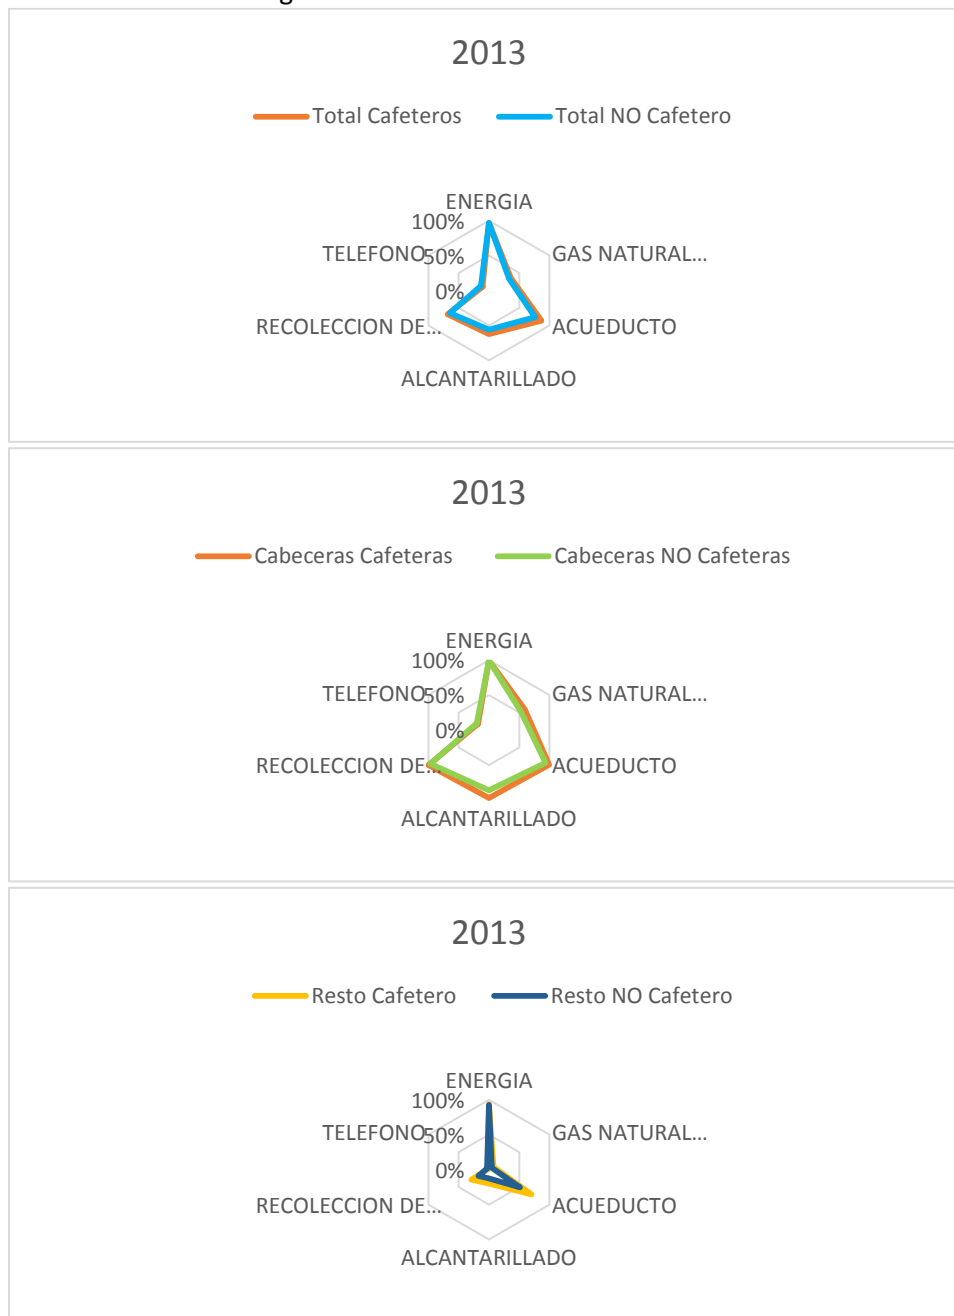 2013
Total Cafeteros Total NO Cafetero
ENERGIA
100%
TELEFONO 50% GAS NATURAL...
0%
RECOLECCION DE... ACUEDUCTO
ALCANTARILLADO
2013
Cabeceras Cafeteras Cabeceras NO Cafeteras
ENERGIA
100%
TELEFONO 50% GAS NATURAL...
0%
RECOLECCION DE... ACUEDUCTO
ALCANTARILLADO
2013
Resto Cafetero Resto NO Cafetero
ENERGIA
100%
TELEFONO 50% GAS NATURAL...
0%
RECOLECCION DE... ACUEDUCTO
ALCANTARILLADO